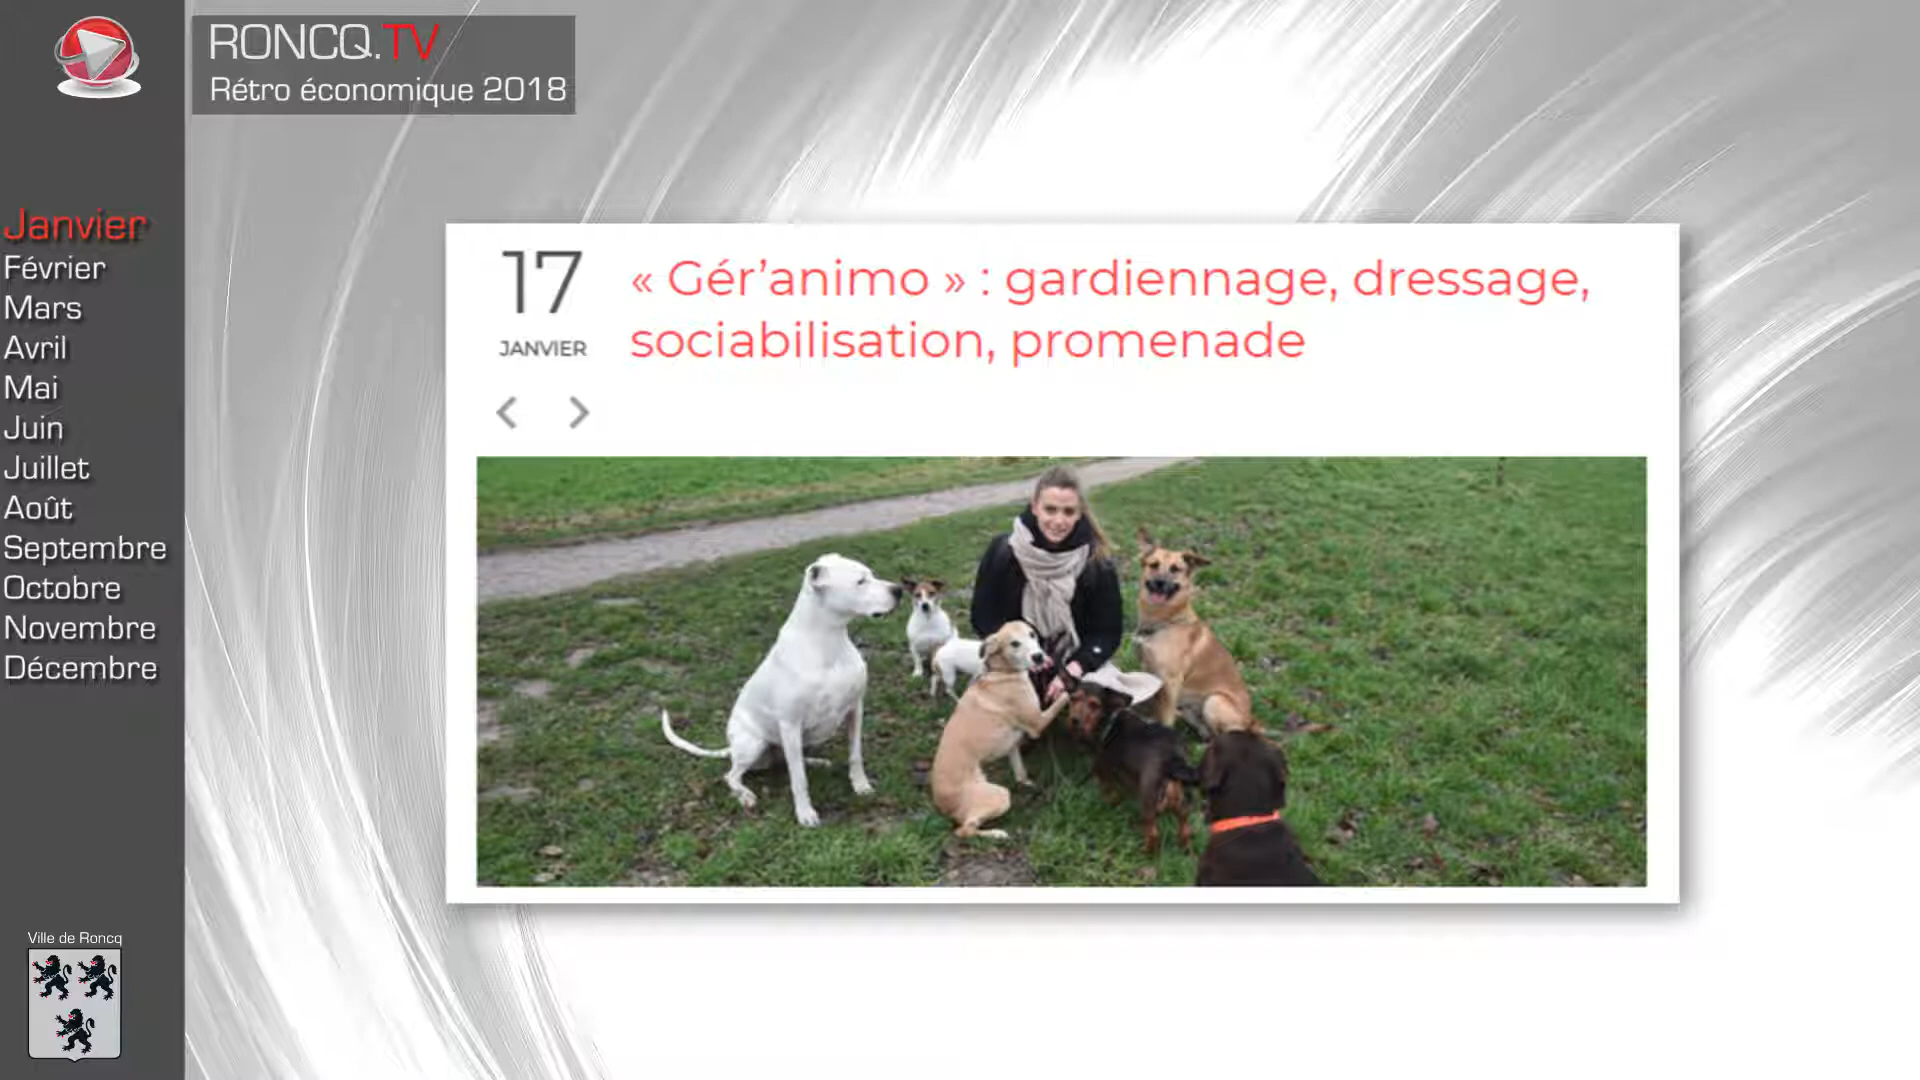 RONCQ.TV
Rétro économique 2018
Janvier
Février
Mars
Avril
Mai
Juin
Juillet
Août
Septembre
Octobre
Novembre
Décembre
Ville de Roncq
17
JANVIER
« Gér’animo » : gardiennage, dressage,
sociabilisation, promenade